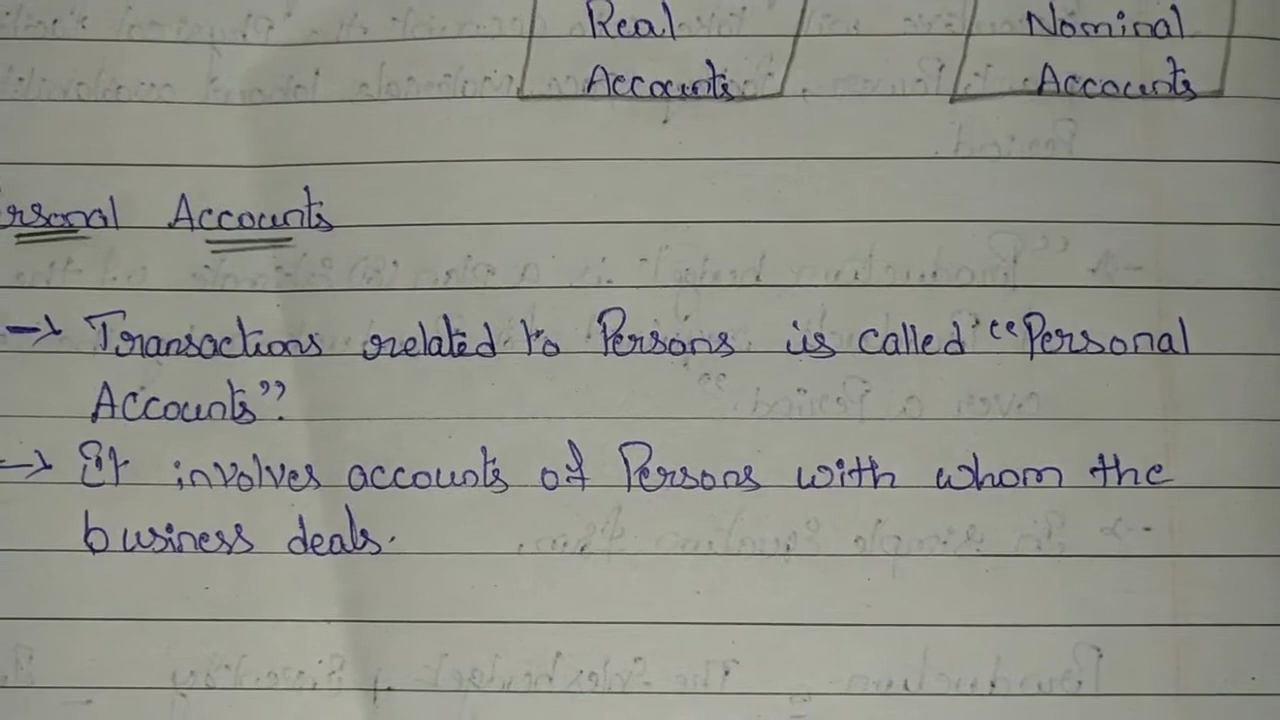 Real Nominal
Accounts Accounts
rsonal Accounts
→ Transactions related to Persons is called “Personal
Accounts”.
→ It involves accounts of Persons with whom the
business deals.